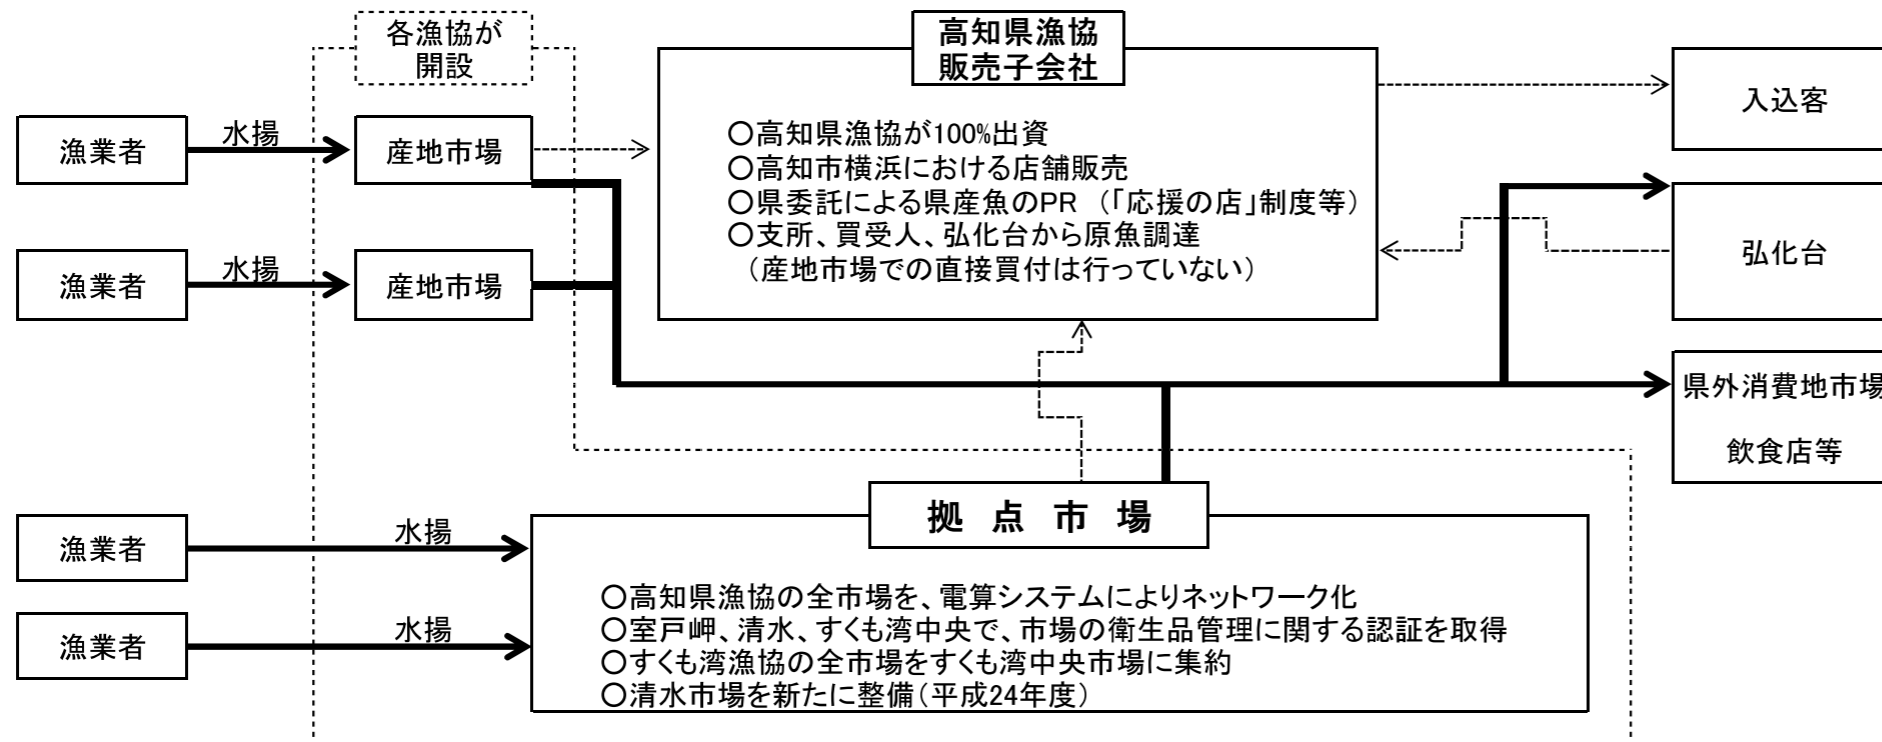 各漁協が
開設
高知県漁協
販売子会社
入込客
漁業者
水揚
産地市場
〇高知県漁協が100%出資
〇高知市横浜における店舗販売
〇県委託による県産魚のPR （「応援の店」制度等）
〇支所、買受人、弘化台から原魚調達
（産地市場での直接買付は行っていない）
弘化台
漁業者
水揚
産地市場
県外消費地市場
飲食店等
拠 点 市 場
漁業者
水揚
漁業者
水揚
〇高知県漁協の全市場を、電算システムによりネットワーク化
〇室戸岬、清水、すくも湾中央で、市場の衛生品管理に関する認証を取得
〇すくも湾漁協の全市場をすくも湾中央市場に集約
〇清水市場を新たに整備（平成24年度）